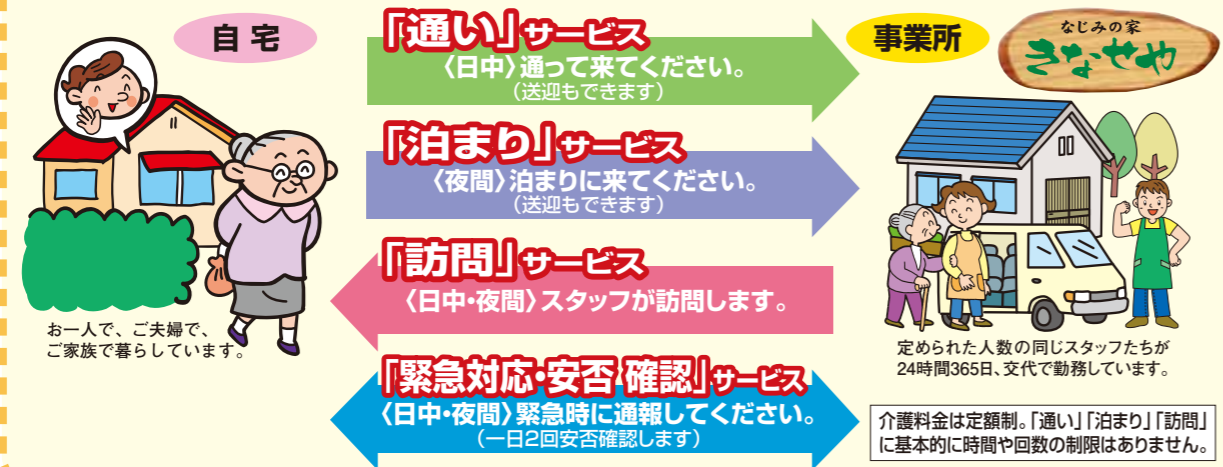 自宅
お一人で、ご夫婦で、
ご家族で暮らしています。
「通い」サービス
〈日中〉通って来てください。
（送迎もできます）
「泊まり」サービス
〈夜間〉泊まりに来てください。
（送迎もできます）
「訪問」サービス
〈日中・夜間〉スタッフが訪問します。
「緊急対応・安否 確認」サービス
〈日中・夜間〉緊急時に通報してください。
（一日2回安否確認します）
事業所
なじみの家
きなせや
定められた人数の同じスタッフたちが
24時間365日、交代で勤務しています。
介護料金は定額制。「通い」「泊まり」「訪問」
に基本的に時間や回数の制限はありません。